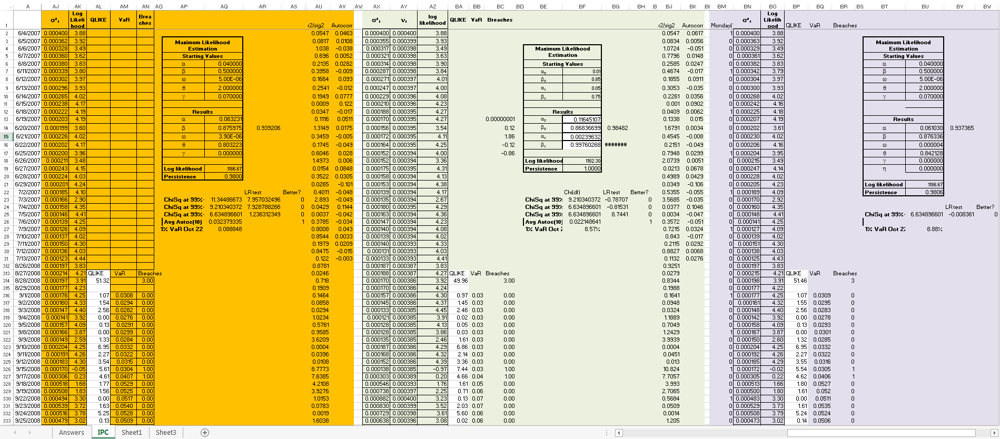 A AJ AK AL AM AN AO AP AQ AR AS AU AV AW AX AY AZ BA BB BC BD BE BF BG BH B BJ BK BI BM BN BO BP BQ BR BS BT BU BV BW
1 σ²ₜ Log Likeli hood QLIKE VaR Brea ches r2/sig2 Autocorr σ²ₜ νₜ log likelihood QLIKE VaR Breaches r2/sig2 Autocorr Monday(' σ²ₜ Log Likelih ood QLIKE VaR Breaches
2 6/4/2007 0.000400 3.88 0.0547 0.0463 0.000400 0.000400 3.88 0.0547 0.0617 1 0.000400 3.88
3 6/5/2007 0.000362 3.92 Maximum Likelihood 0.0817 0.0108 0.000355 0.000399 3.93 0.0834 0.0056 0 0.000363 3.92 Maximum Likelihood
4 6/6/2007 0.000328 3.49 Estimation 1.038 -0.038 0.000317 0.000398 3.49 Maximum Likelihood 1.0724 -0.051 0 0.000329 3.49 Estimation
5 6/7/2007 0.000360 3.62 Starting Values 0.696 0.0052 0.000321 0.000398 3.63 Estimation 0.7796 0.0148 0 0.000361 3.62 Starting Values
6 6/8/2007 0.000380 3.83 α 0.040000 0.2135 0.0282 0.000314 0.000398 3.90 Starting Values 0.2585 0.0247 0 0.000382 3.83 α 0.040000
7 6/11/2007 0.000339 3.80 β 0.500000 0.3958 -0.009 0.000287 0.000398 3.84 ασ 0.01 0.4674 -0.017 1 0.000342 3.79 β 0.500000
8 6/12/2007 0.000302 3.97 ω 5.00E-06 0.1664 0.093 0.000271 0.000397 4.01 βσ 0.85 0.1855 0.0911 0 0.000304 3.97 ω 5.00E-06
9 6/13/2007 0.000296 3.93 θ 2.000000 0.2541 -0.012 0.000247 0.000397 4.00 αν 0.05 0.3053 -0.035 0 0.000300 3.93 θ 2.000000
10 6/14/2007 0.000265 4.02 γ 0.070000 0.1949 0.0777 0.000229 0.000396 4.08 βν 0.75 0.2261 0.0356 0 0.000268 4.02 γ 0.070000
11 6/15/2007 0.000238 4.17 0.0009 0.122 0.000210 0.000396 4.23 0.001 0.0902 0 0.000242 4.16
12 6/18/2007 0.000222 4.19 Results 0.0347 -0.017 0.000188 0.000395 4.27 Results 0.0409 0.0062 1 0.000225 4.18
13 6/19/2007 0.000203 4.19 α 0.063231 0.1116 0.0511 0.000170 0.000395 4.27 0.00000001 ασ 0.11645107 0.1338 0.015 0 0.000207 4.19 Results
14 6/20/2007 0.000199 3.60 β 0.875975 0.939206 1.3149 0.0175 0.000156 0.000395 3.54 0.12 βσ 0.86836699 0.98482 1.6791 0.0034 0 0.000202 3.61 α 0.061030 0.937365
15 6/21/2007 0.000226 4.02 ω 3.90E-06 0.3459 -0.005 0.000172 0.000395 4.11 1.86 αν 0.00239632 0.4545 -0.008 0 0.000230 4.02 β 0.876336
16 6/22/2007 0.000202 4.17 θ 0.803223 0.1745 -0.049 0.000164 0.000395 4.25 -0.12 βν 0.99760268 ####### 0.2151 -0.049 0 0.000206 4.16 ω 0.000004
17 6/25/2007 0.000200 3.96 γ 0.000000 0.6046 0.028 0.000152 0.000394 4.00 -0.86 0.7948 0.0299 1 0.000204 3.95 θ 0.842128
18 6/26/2007 0.000211 3.48 1.4973 0.006 0.000152 0.000394 3.36 Log likelihood 1182.30 2.0739 0.0051 0 0.000215 3.49 γ 0.000000
19 6/27/2007 0.000243 4.15 Log likelihood 1186.67 0.0154 0.0848 0.000175 0.000395 4.31 Persistence 1.0000 0.0213 0.0678 0 0.000247 4.14 η 0.000000
20 6/28/2007 0.000224 4.03 Persistence 0.9800 0.3522 0.0305 0.000158 0.000394 4.13 0.4989 0.0429 0 0.000228 4.02
21 6/29/2007 0.000201 4.24 0.0265 -0.101 0.000153 0.000394 4.38 0.0349 -0.106 0 0.000205 4.23 Log likelihood 1186.67
22 7/2/2007 0.000185 4.10 LR test Better? 0.4011 -0.048 0.000139 0.000394 4.17 Chi(df) LR test Better? 0.5355 -0.055 1 0.000189 4.09 Persistence 0.9806
23 7/3/2007 0.000166 2.90 ChiSq at 99%- 11.34486673 7.957032496 0 2.893 -0.049 0.000135 0.000394 2.67 ChiSq at 99% 9.210340372 -0.78707 0 3.5685 -0.035 0 0.000170 2.92
24 7/4/2007 0.000158 4.35 ChiSq at 99%- 9.210340372 7.928788266 0 0.0429 0.1144 0.000180 0.000394 4.29 ChiSq at 99% 6.634896601 -0.81531 0 0.0377 0.1046 0 0.000160 4.35 LR test Better?
25 7/5/2007 0.000146 4.41 ChiSq at 99%- 6.634896601 1.236312349 0 0.0037 -0.042 0.000163 0.000394 4.36 ChiSq at 99% 6.634896601 8.7441 0 0.0034 -0.047 0 0.000148 4.41 ChiSq at 99%- 6.634896601 -0.008361 0
26 7/6/2007 0.000139 4.25 Avg Autoc(10) 0.032379335 1 0.3785 -0.034 0.000147 0.000394 4.23 Avg Autoc(10) 0.022148641 1 0.3572 -0.051 0 0.000141 4.25
27 7/9/2007 0.000126 4.09 1% VaR Oct 22 0.088848 0.8008 0.043 0.000140 0.000394 4.08 1% VaR Oct 2 8.57% 0.7215 0.0324 1 0.000127 4.09 1% VaR Oct 2 8.88%
28 7/10/2007 0.000137 4.02 0.8544 0.0033 0.000139 0.000394 4.02 0.843 -0.017 0 0.000139 4.02
29 7/11/2007 0.000150 4.30 0.1979 0.0209 0.000140 0.000393 4.33 0.2115 0.0292 0 0.000151 4.30
30 7/12/2007 0.000136 4.03 0.8475 -0.015 0.000131 0.000393 4.03 0.8827 0.0068 0 0.000138 4.03
31 7/13/2007 0.000123 4.44 0.122 -0.003 0.000133 0.000393 4.41 0.1132 0.0276 0 0.000125 4.43
312 8/26/2008 0.000197 3.83 0.8781 0.000187 0.000387 3.83 0.9251 0 0.000197 3.83
313 8/27/2008 0.000214 4.21 QLIKE VaR Breaches 0.0246 0.000188 0.000387 4.27 QLIKE VaR Breaches 0.0279 0 0.000215 4.21 QLIKE VaR Breaches
314 8/28/2008 0.000197 3.91 51.32 3.00 0.718 0.000170 0.000386 3.92 49.96 3.00 0.8344 0 0.000198 3.91 51.46 3
315 8/29/2008 0.000177 4.23 0.1909 0.000170 0.000386 4.24 0.1988 0 0.000177 4.22
316 9/1/2008 0.000176 4.25 1.07 0.0308 0.00 0.1464 0.000157 0.000386 4.30 0.97 0.03 0.00 0.1641 1 0.000177 4.25 1.07 0.0309 0
317 9/2/2008 0.000160 4.33 1.54 0.0294 0.00 0.0858 0.000145 0.000386 4.37 1.45 0.03 0.00 0.0948 0 0.000161 4.32 1.55 0.0295 0
318 9/3/2008 0.000147 4.40 2.56 0.0282 0.00 0.0294 0.000133 0.000385 4.45 2.46 0.03 0.00 0.0324 0 0.000148 4.40 2.56 0.0283 0
319 9/4/2008 0.000141 3.92 0.00 0.0276 0.00 1.0234 0.000121 0.000385 3.91 0.02 0.03 0.00 1.1889 0 0.000142 3.92 0.00 0.0278 0
320 9/5/2008 0.000157 4.09 0.13 0.0291 0.00 0.5761 0.000128 0.000385 4.13 0.05 0.03 0.00 0.7049 0 0.000158 4.09 0.13 0.0293 0
321 9/8/2008 0.000166 3.87 0.00 0.0299 0.00 0.9585 0.000128 0.000385 3.86 0.03 0.03 0.00 1.2429 1 0.000167 3.87 0.00 0.0301 0
322 9/9/2008 0.000149 2.59 1.33 0.0284 0.00 3.6209 0.000135 0.000385 2.46 1.61 0.03 0.00 3.9939 0 0.000150 2.60 1.32 0.0285 0
323 9/10/2008 0.000204 4.25 6.95 0.0332 0.00 0.0004 0.000187 0.000386 4.29 6.86 0.03 0.00 0.0004 0 0.000204 4.25 6.95 0.0332 0
324 9/11/2008 0.000191 4.26 2.27 0.0322 0.00 0.0396 0.000168 0.000386 4.32 2.14 0.03 0.00 0.0451 0 0.000192 4.26 2.27 0.0322 0
325 9/12/2008 0.000183 4.30 3.54 0.0315 0.00 0.0108 0.000152 0.000386 4.39 3.36 0.03 0.00 0.013 0 0.000185 4.29 3.55 0.0316 0
326 9/15/2008 0.000170 -0.05 5.61 0.0304 1.00 8.7773 0.000138 0.000385 -0.97 7.44 0.03 1.00 10.824 1 0.000172 -0.02 5.54 0.0305 1
327 9/17/2008 0.000306 0.23 4.61 0.0407 1.00 7.6385 0.000303 0.000389 0.20 4.66 0.04 1.00 7.7057 0 0.000305 0.22 4.62 0.0406 1
328 9/18/2008 0.000518 1.68 1.77 0.0529 0.00 4.2108 0.000546 0.000393 1.76 1.61 0.05 0.00 3.993 0 0.000513 1.66 1.80 0.0527 0
329 9/19/2008 0.000508 1.83 1.56 0.0525 0.00 3.9276 0.000738 0.000397 2.25 0.71 0.06 0.00 2.7065 0 0.000500 1.80 1.61 0.052 0
330 9/22/2008 0.000494 3.30 0.00 0.0517 0.00 1.0153 0.000882 0.000400 3.23 0.13 0.07 0.00 0.5684 1 0.000483 3.30 0.00 0.0511 0
331 9/23/2008 0.000539 3.72 1.63 0.0540 0.00 0.0783 0.000830 0.000399 3.52 2.03 0.07 0.00 0.0509 0 0.000529 3.73 1.61 0.0535 0
332 9/24/2008 0.000516 3.78 5.25 0.0528 0.00 0.0019 0.000729 0.000398 3.61 5.60 0.06 0.00 0.0014 0 0.000508 3.79 5.24 0.0524 0
333 9/25/2008 0.000479 3.02 0.13 0.0509 0.00 1.6038 0.000638 0.000396 3.08 0.02 0.06 0.00 1.205 0 0.000473 3.02 0.14 0.0506 0
Answers IPC Sheet1 Sheet3